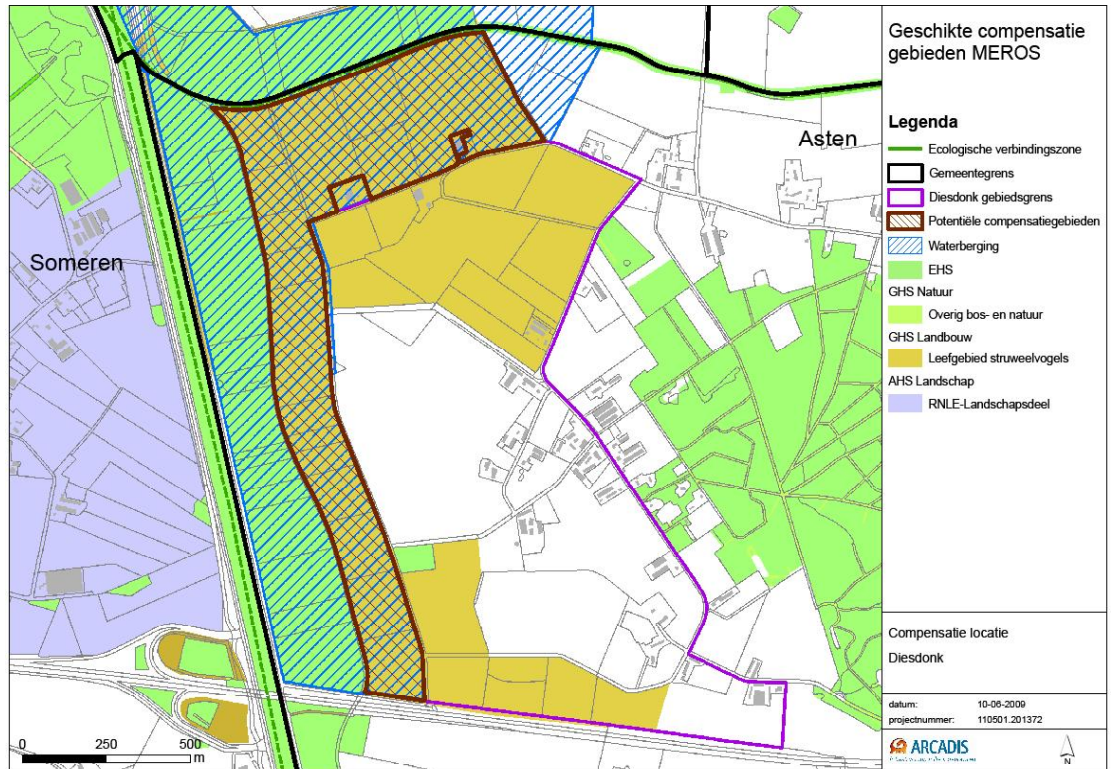 Geschikte compensatie
gebieden MEROS
Legenda
Ecologische verbindingszone
Gemeentegrens
Diesdonk gebiedsgrens
Potentiële compensatiegebieden
Waterberging
EHS
GHS Natuur
Overig bos- en natuur
GHS Landbouw
Leefgebied struweelvogels
AHS Landschap
RNLE-Landschapsdeel
Asten
Someren
0 250 500
m
Compensatie locatie
Diesdonk
datum: 10-06-2009
projectnummer: 110501.201372
ARCADIS
N